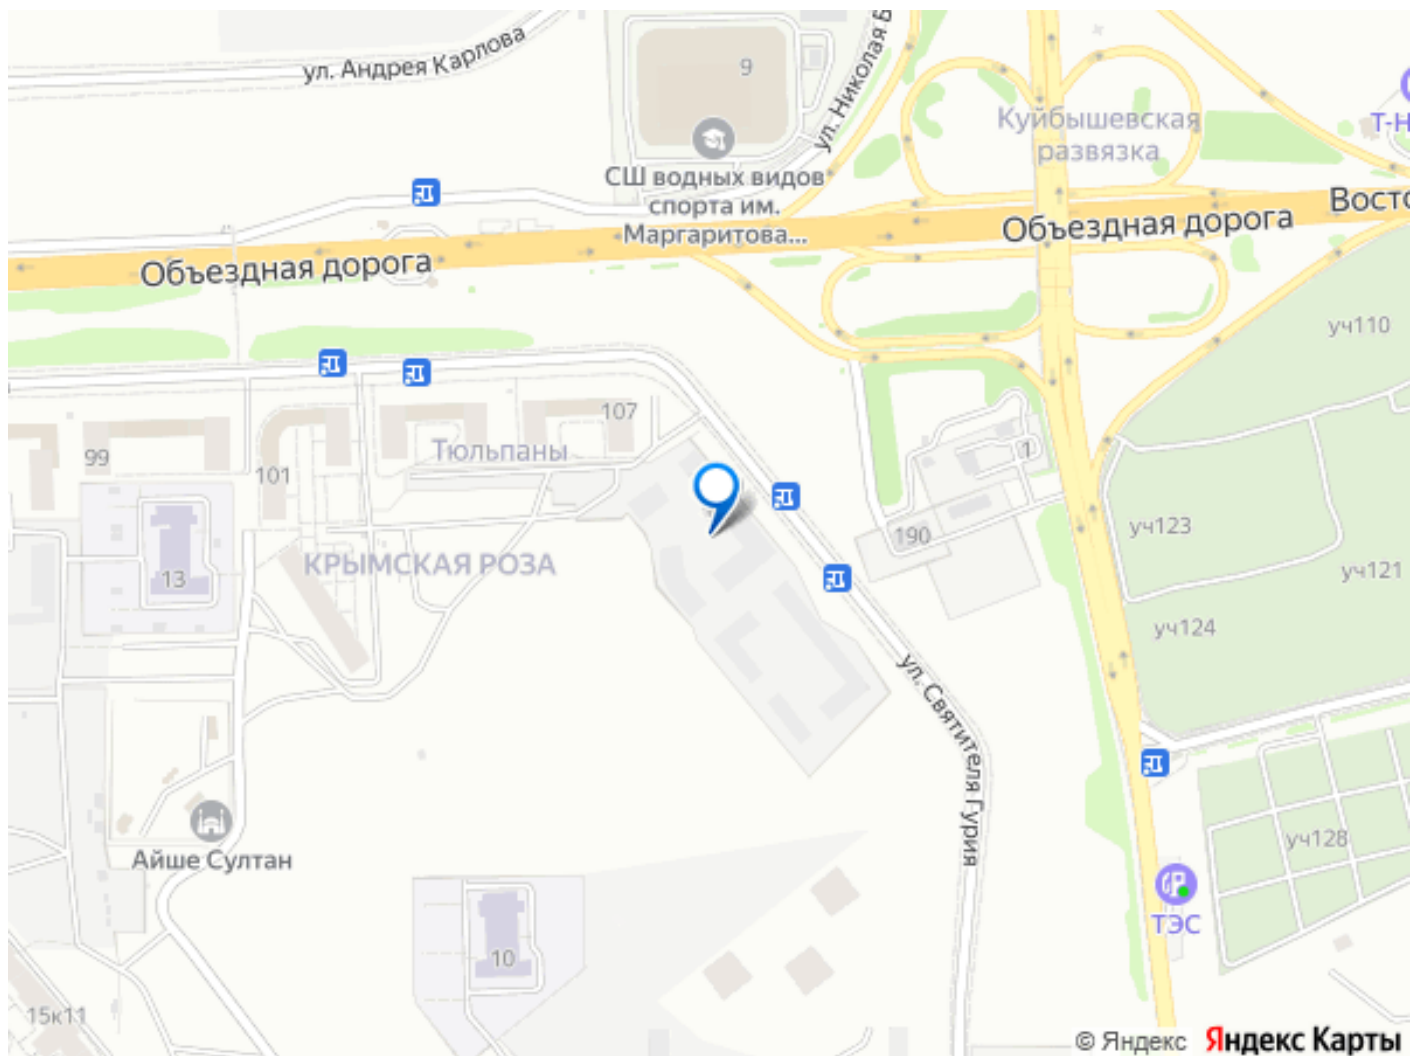 ул. Андрея Карлова
9
ул. Николая Б
Куйбышевская
развязка
Т-Н
СШ водных видов
спорта им.
Маргаритова...
Восто
Объездная дорога
Объездная дорога
уч110
107
Тюльпаны
99
101
1
уч123
190
КРЫМСКАЯ РОЗА
13
уч121
уч124
ул. Святителя Гурия
уч128
Айше Султан
ТЭС
10
15к11
© Яндекс Яндекс Карты